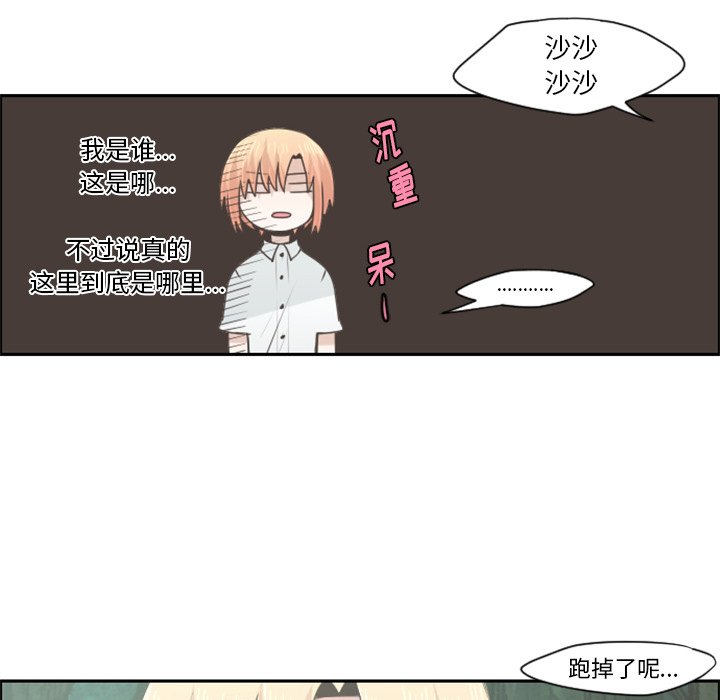 沙沙
沙沙
我是谁...
这是哪...
不过说真的
这里到底是哪里...
沉重
呆
............
跑掉了呢...